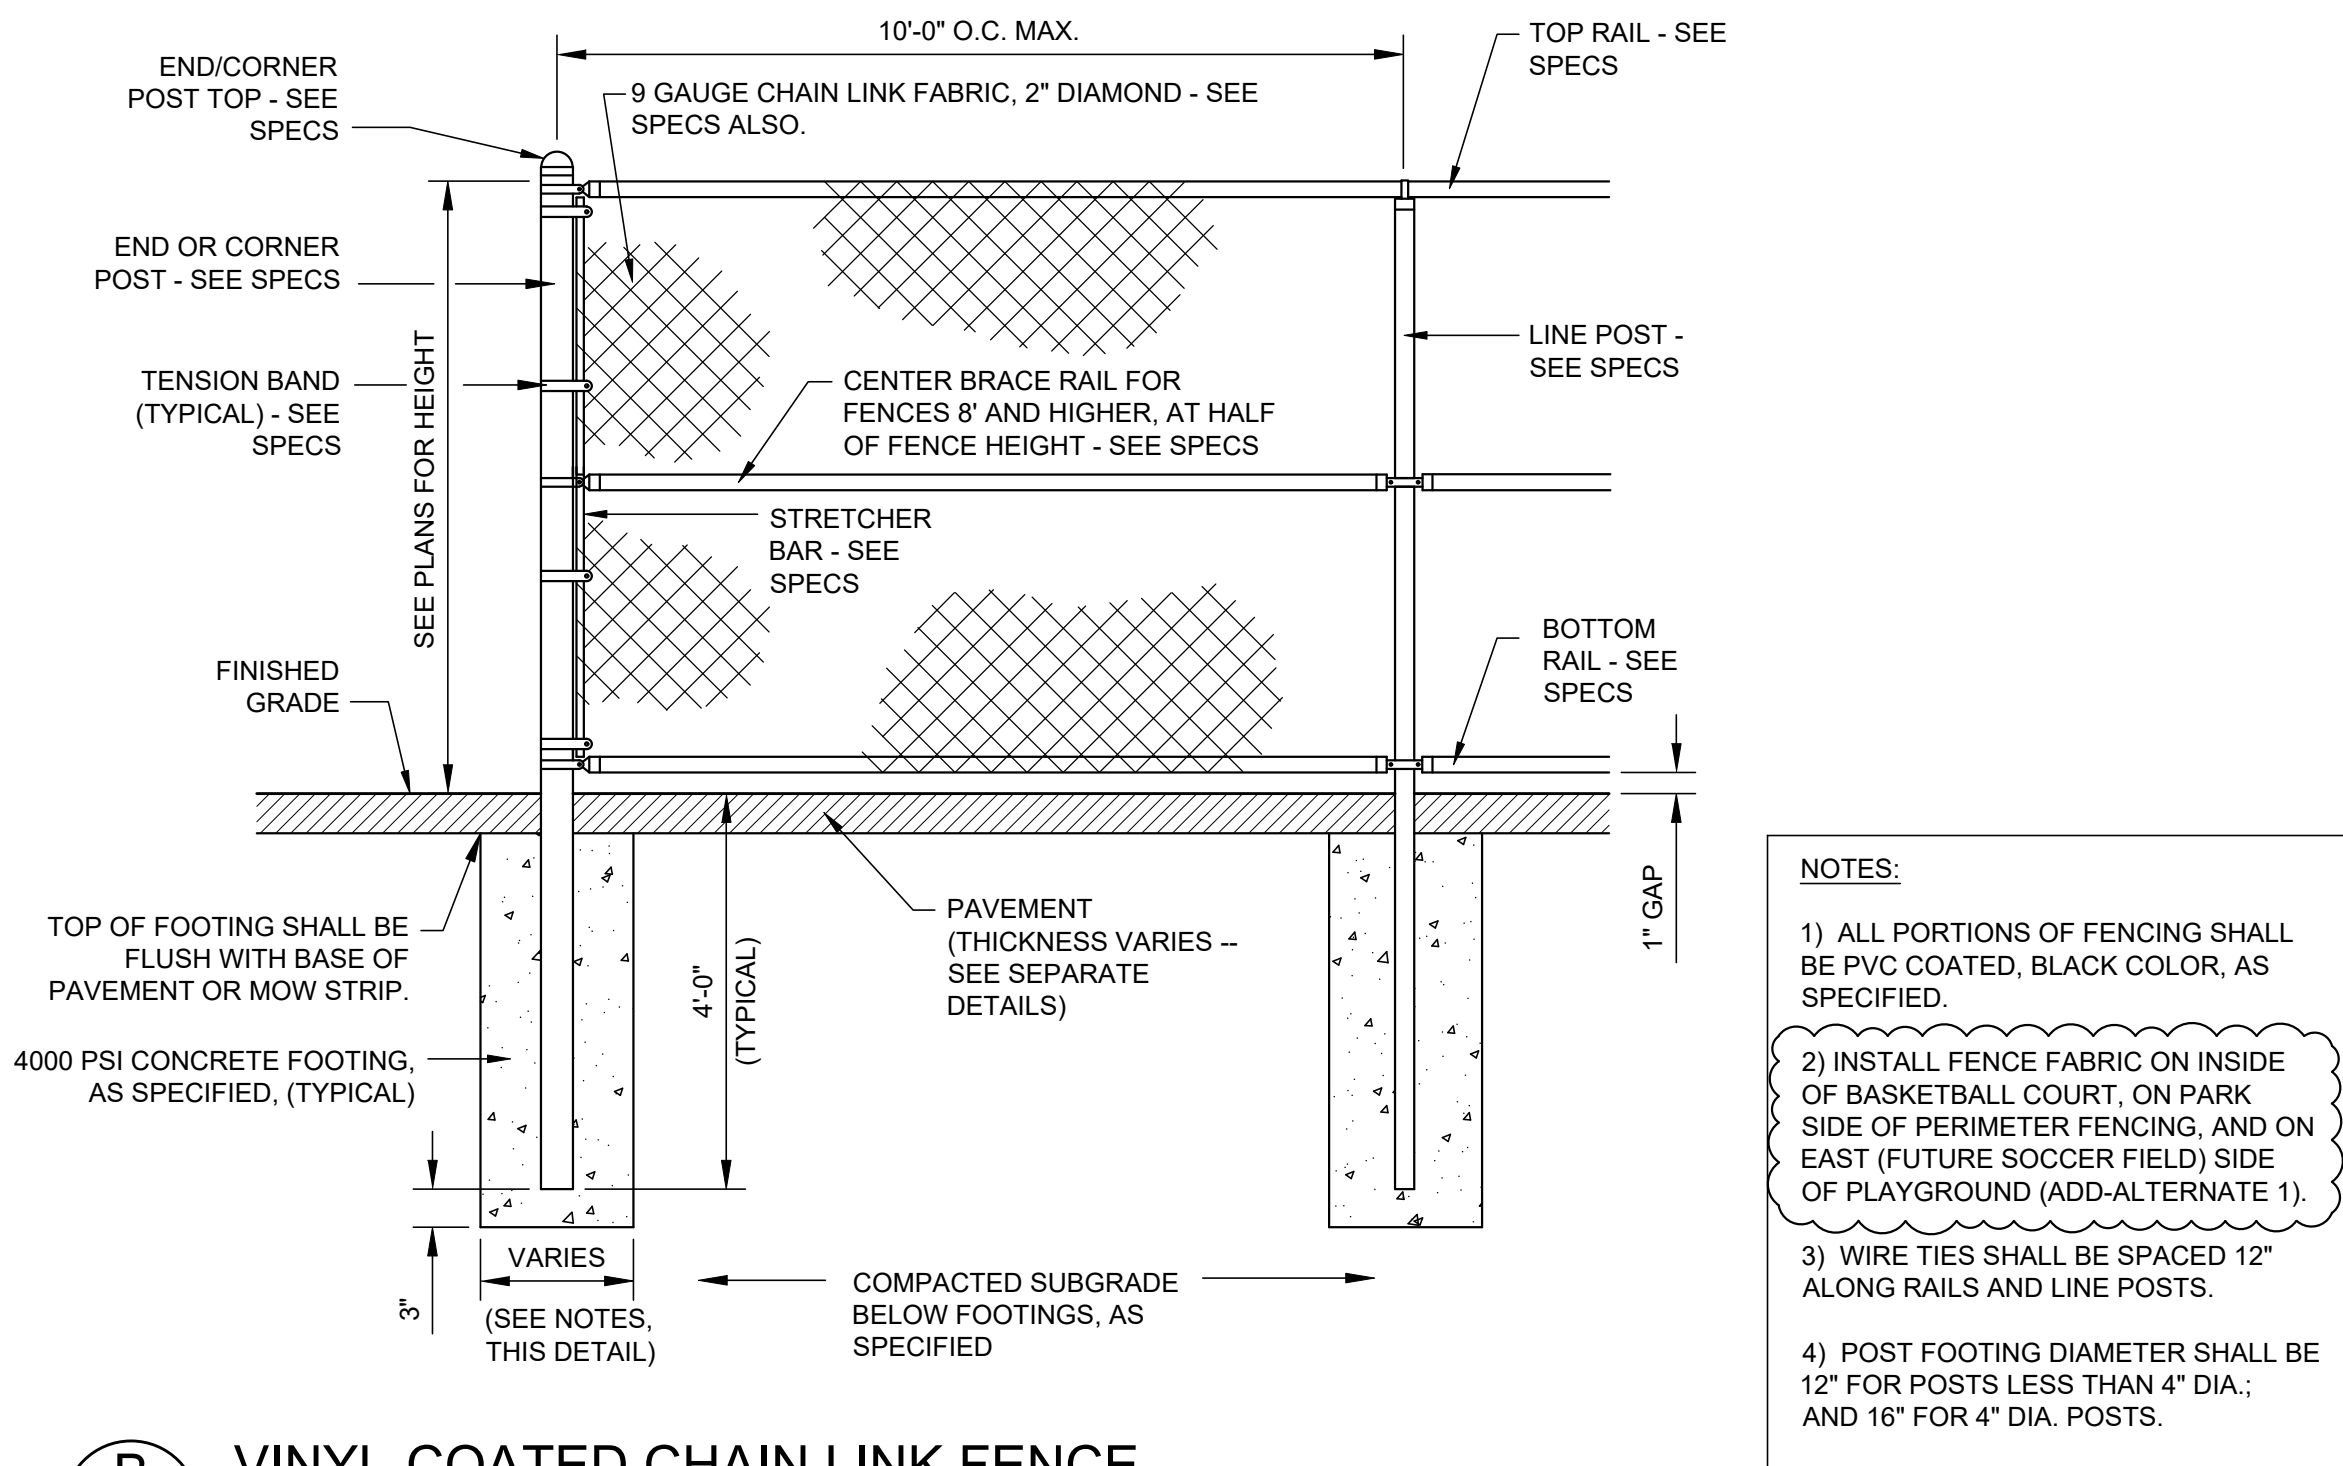 10'-0" O.C. MAX.
END/CORNER
POST TOP - SEE
SPECS
9 GAUGE CHAIN LINK FABRIC, 2" DIAMOND - SEE
SPECS ALSO.
TOP RAIL - SEE
SPECS
END OR CORNER
POST - SEE SPECS
SEE PLANS FOR HEIGHT
LINE POST -
SEE SPECS
TENSION BAND
(TYPICAL) - SEE
SPECS
CENTER BRACE RAIL FOR
FENCES 8' AND HIGHER, AT HALF
OF FENCE HEIGHT - SEE SPECS
STRETCHER
BAR - SEE
SPECS
BOTTOM
RAIL - SEE
SPECS
FINISHED
GRADE
1" GAP
TOP OF FOOTING SHALL BE
FLUSH WITH BASE OF
PAVEMENT OR MOW STRIP.
4'-0"
(TYPICAL)
PAVEMENT
(THICKNESS VARIES --
SEE SEPARATE
DETAILS)
4000 PSI CONCRETE FOOTING,
AS SPECIFIED, (TYPICAL)
3"
VARIES
(SEE NOTES,
THIS DETAIL)
COMPACTED SUBGRADE
BELOW FOOTINGS, AS
SPECIFIED
NOTES:
1) ALL PORTIONS OF FENCING SHALL
BE PVC COATED, BLACK COLOR, AS
SPECIFIED.
2) INSTALL FENCE FABRIC ON INSIDE
OF BASKETBALL COURT, ON PARK
SIDE OF PERIMETER FENCING, AND ON
EAST (FUTURE SOCCER FIELD) SIDE
OF PLAYGROUND (ADD-ALTERNATE 1).
3) WIRE TIES SHALL BE SPACED 12"
ALONG RAILS AND LINE POSTS.
4) POST FOOTING DIAMETER SHALL BE
12" FOR POSTS LESS THAN 4" DIA.;
AND 16" FOR 4" DIA. POSTS.
VINYL-COATED CHAIN LINK FENCE